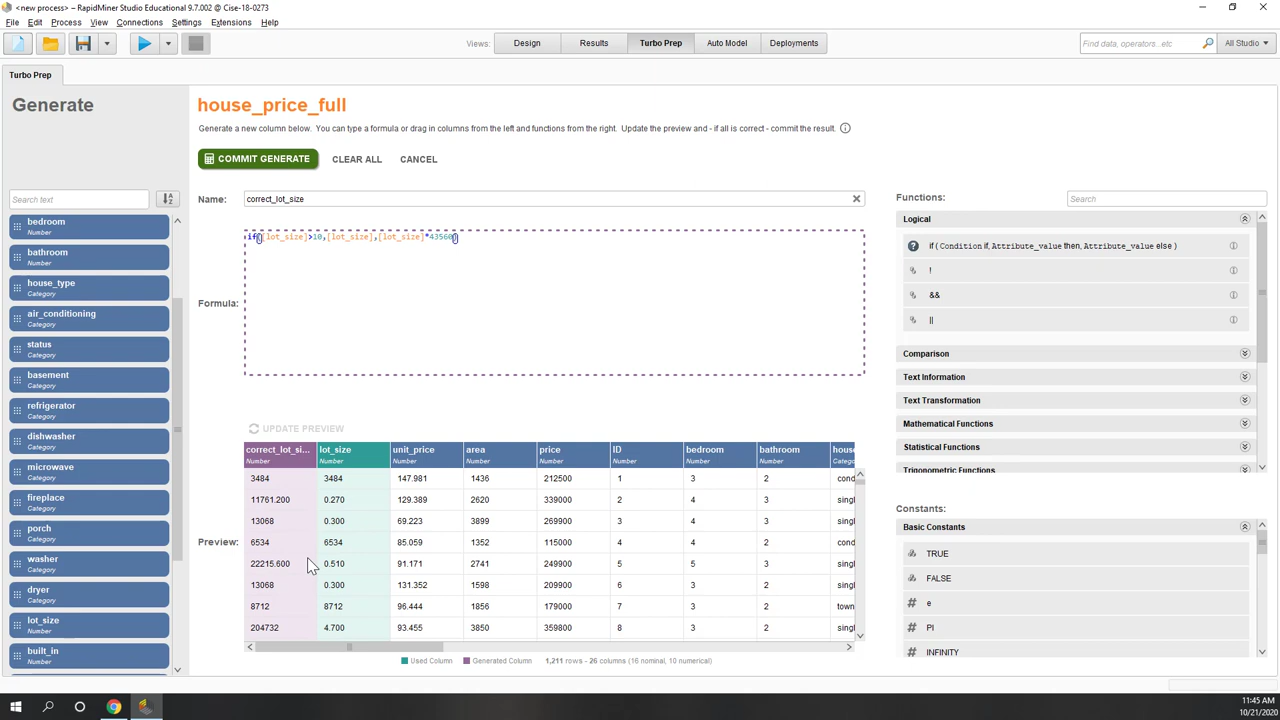 <new process> – RapidMiner Studio Educational 9.7.002 @ Cise-18-0273
File Edit Process View Connections Settings Extensions Help
Views: Design Results Turbo Prep Auto Model Deployments Find data, operators...etc All Studio
Turbo Prep
Generate
house_price_full
Generate a new column below. You can type a formula or drag in columns from the left and functions from the right. Update the preview and - if all is correct - commit the result.
COMMIT GENERATE CLEAR ALL CANCEL
Search text
bedroom
Number
bathroom
Number
house_type
Category
air_conditioning
Category
status
Category
basement
Category
refrigerator
Category
dishwasher
Category
microwave
Category
fireplace
Category
porch
Category
washer
Category
dryer
Category
lot_size
Number
built_in
Number
Name: correct_lot_size
Formula: if([lot_size]>10,[lot_size],[lot_size]*43560)
UPDATE PREVIEW
Preview:
correct_lot_si... lot_size unit_price area price ID bedroom bathroom hous
Number Number Number Number Number Number Number Number Categ
3484 3484 147.981 1436 212500 1 3 2 cond
11761.200 0.270 129.389 2620 339000 2 4 3 singl
13068 0.300 69.223 3899 269900 3 4 3 singl
6534 6534 85.059 1352 115000 4 4 2 cond
22215.600 0.510 91.171 2741 249900 5 5 3 singl
13068 0.300 131.352 1598 209900 6 3 2 singl
8712 8712 96.444 1856 179000 7 3 2 town
204732 4.700 93.455 3850 359800 8 3 2 singl
Used Column Generated Column 1,211 rows - 26 columns (16 nominal, 10 numerical)
Functions: Search
Logical
if ( Condition if, Attribute_value then, Attribute_value else )
!
&&
||
Comparison
Text Information
Text Transformation
Mathematical Functions
Statistical Functions
Trigonometric Functions
Constants:
Basic Constants
TRUE
FALSE
e
PI
INFINITY
11:45 AM
10/21/2020